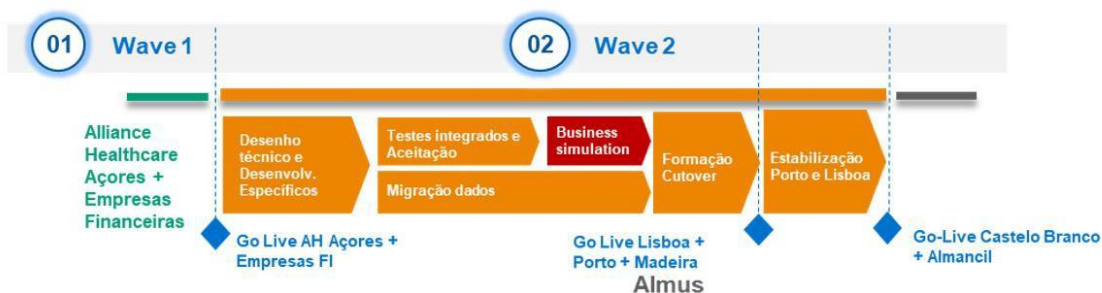 01
Wave 1
02
Wave 2
Alliance
Healthcare
Açores +
Empresas
Financeiras
Desenho
técnico e
Desenvolv.
Específicos
Testes integrados e
Aceitação
Business
simulation
Migração dados
Formação
Cutover
Estabilização
Porto e Lisboa
Go Live AH Açores +
Empresas FI
Go Live Lisboa +
Porto + Madeira
Almus
Go-Live Castelo Branco
+ Almancil